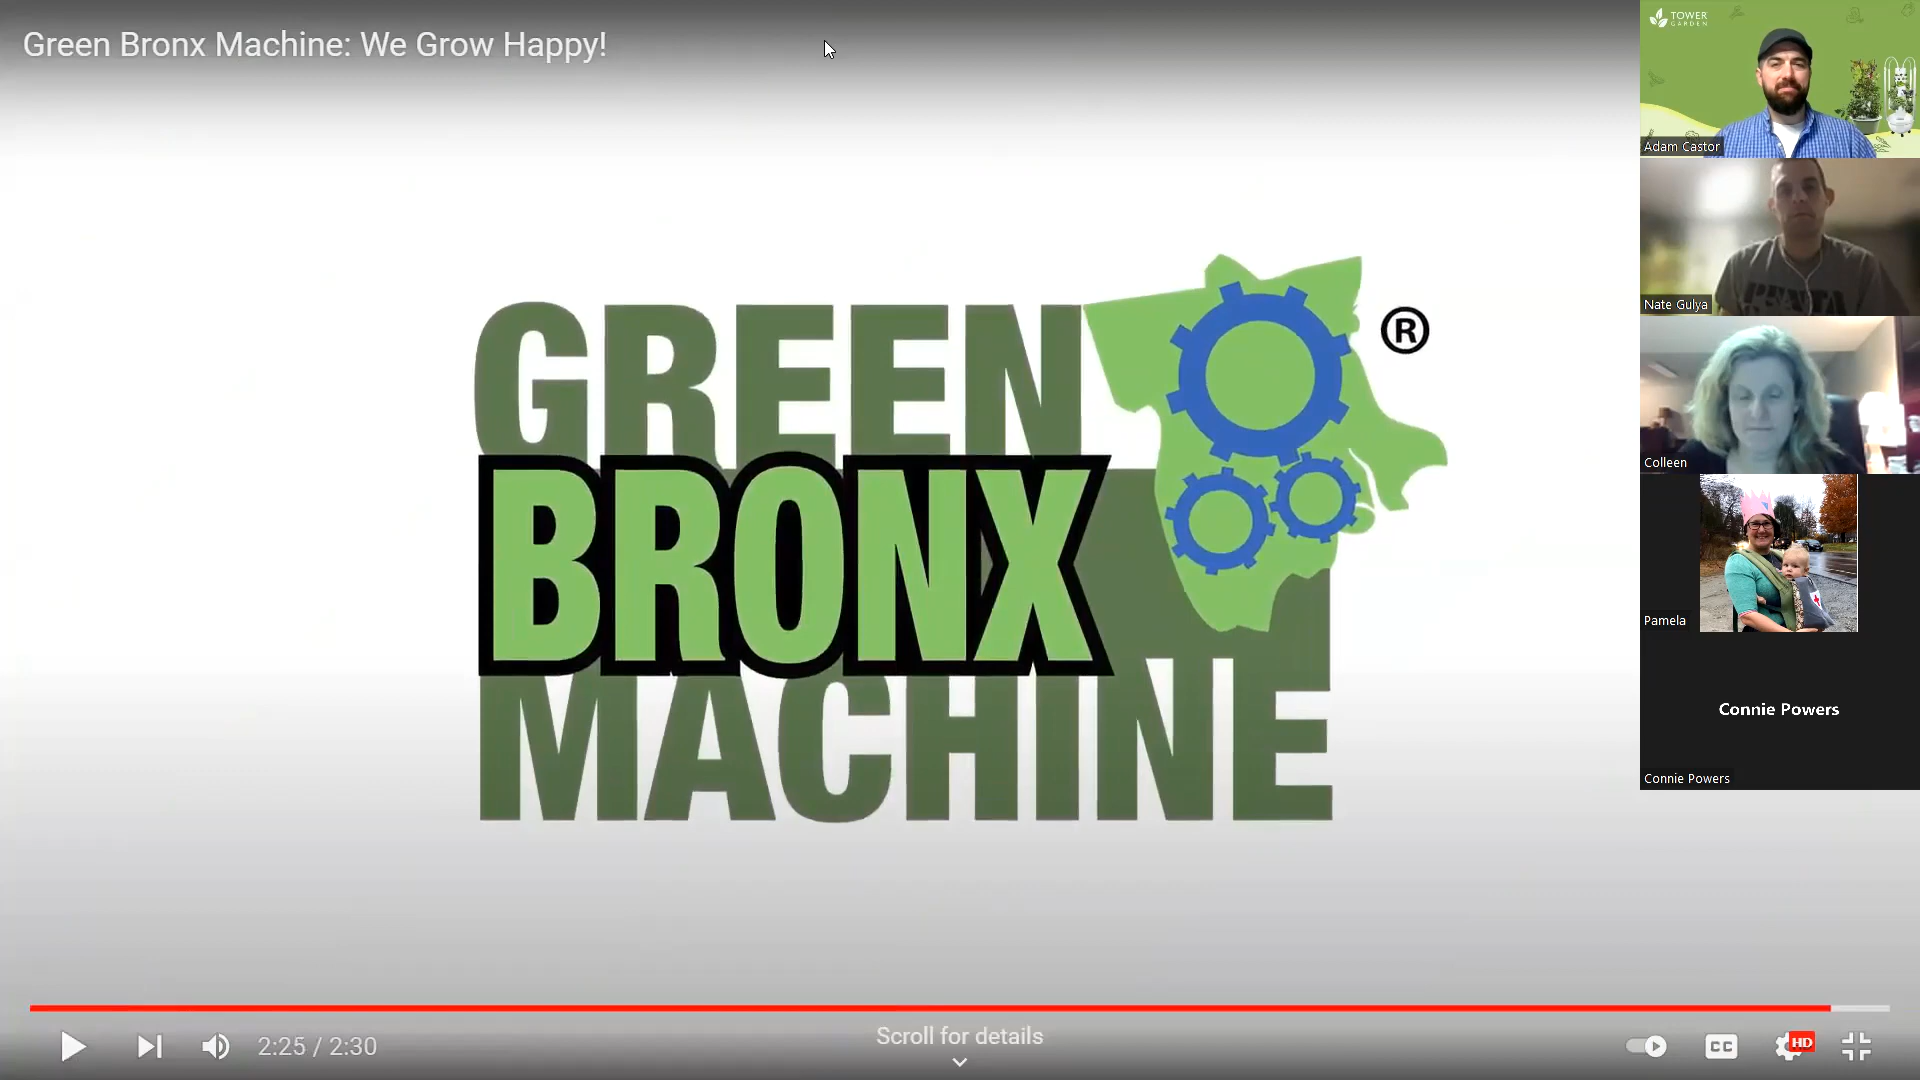 Green Bronx Machine: We Grow Happy!
GREEN
BRONX
MACHINE
®
2:25 / 2:30
Scroll for details
CC
HD
TOWER
GARDEN
Adam Castor
Nate Gulya
Colleen
Pamela
Connie Powers
Connie Powers